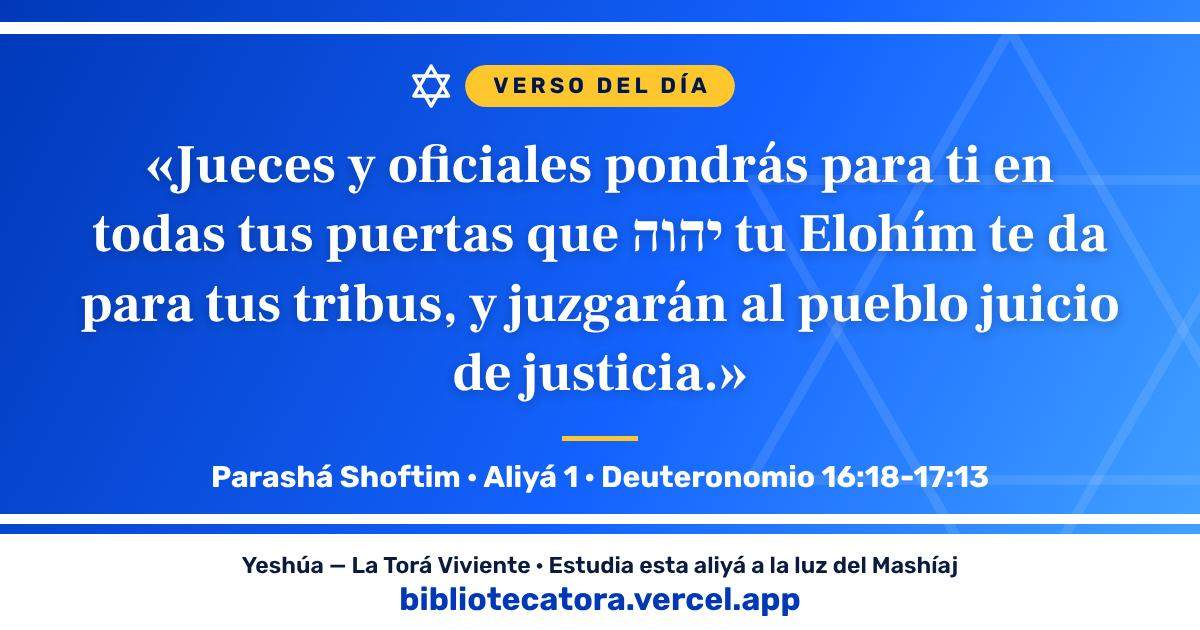 VERSO DEL DÍA
«Jueces y oficiales pondrás para ti en
todas tus puertas que יהוה tu Elohím te da
para tus tribus, y juzgarán al pueblo juicio
de justicia.»
Parashá Shoftim • Aliyá 1 • Deuteronomio 16:18-17:13
Yeshúa — La Torá Viviente • Estudia esta aliyá a la luz del Mashíaj
bibliotecatora.vercel.app